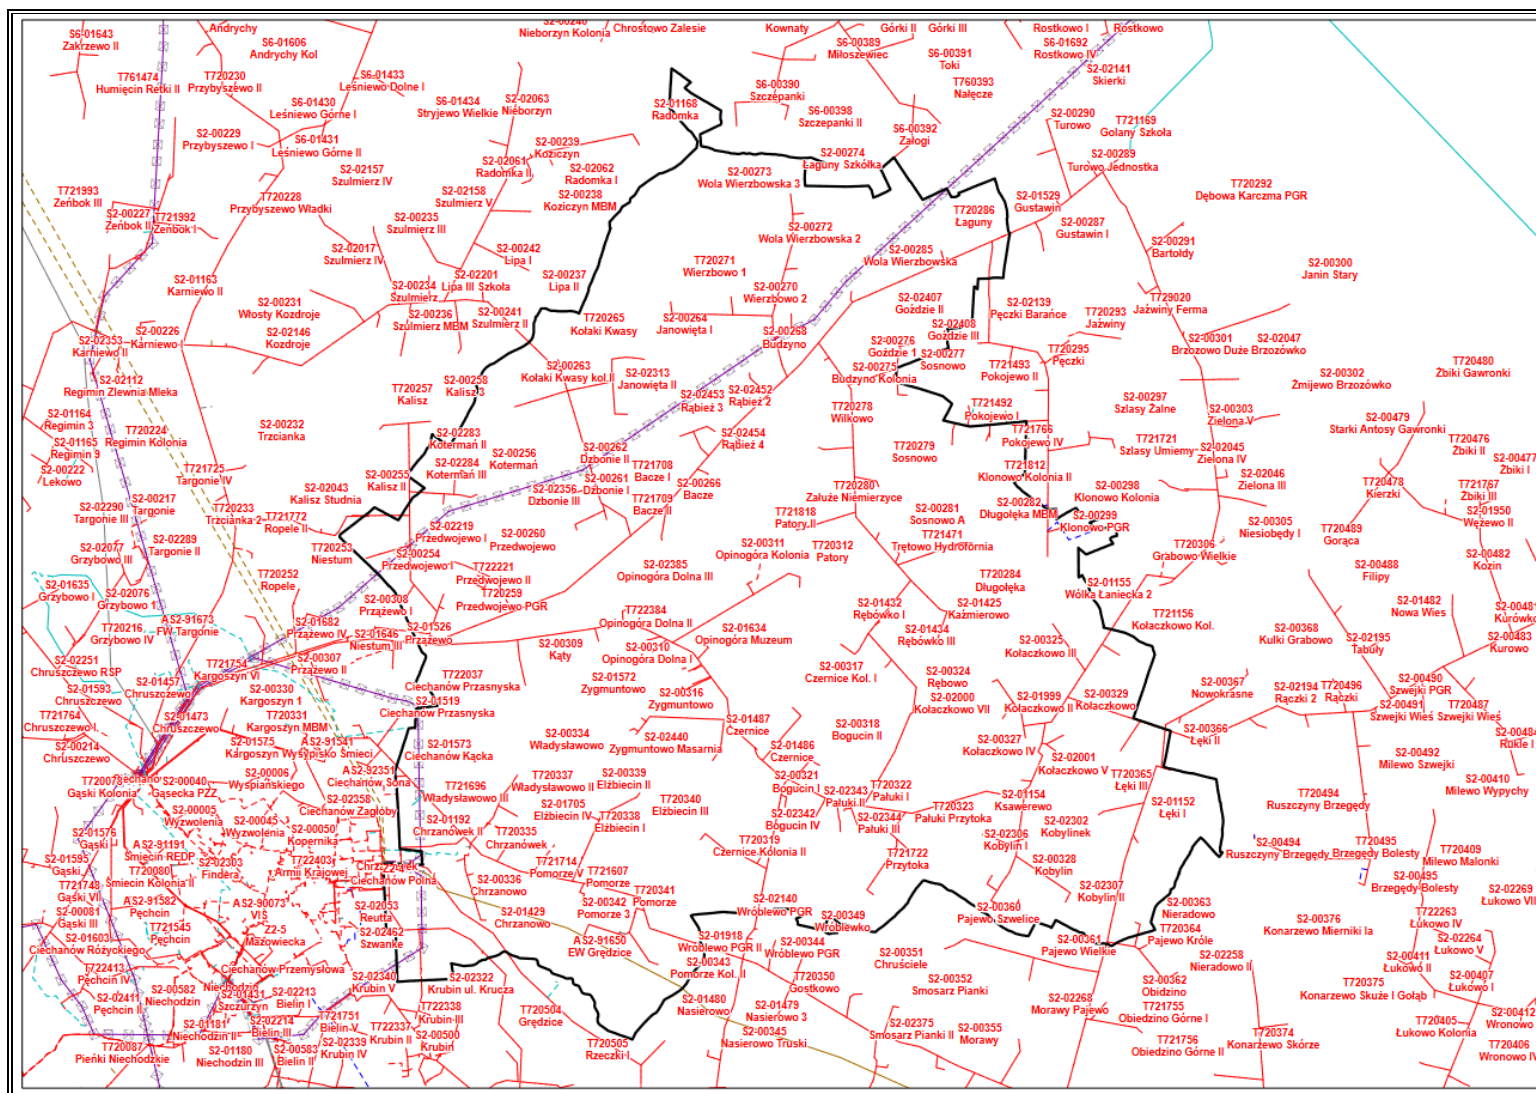 S6-01643
Zakrzewo II
Andrychy
S6-01606
Andrychy Kol
S2-00240
Nieborzyn Kolonia
Chrostowo Zalesie
Kownaty
Górki II
Górki III
S6-00389
Miłoszewiec
S6-00391
Toki
Rostkowo I
Rostkowo
S6-01692
Rostkowo IV
S2-02141
Skierki
T761474
Humięcin Retki II
T720230
Przybyszewo II
S6-01433
Leśniewo Dolne I
S6-01430
Leśniewo Górne I
S6-01434
Stryjewo Wielkie
S2-02063
Nieborzyn
S2-01168
Radomka
S6-00390
Szczepanki
S6-00398
Szczepanki II
T760393
Nałęcze
S2-00290
Turowo
T721169
Golany Szkoła
S2-00229
Przybyszewo I
S6-01431
Leśniewo Górne II
S2-00239
Koziczyn
S6-00392
Załogi
S2-00274
Łaguny Szkółka
S2-00289
Turowo Jednostka
S2-02157
Szulmierz IV
S2-02061
Radomka II
S2-02062
Radomka I
S2-00273
Wola Wierzbowska 3
T720292
Dębowa Karczma PGR
T721993
Żeńbok III
T720228
Przybyszewo Władki
S2-02158
Szulmierz V
S2-00238
Koziczyn MBM
S2-01529
Gustawin
S2-00227
Żeńbok II
T721992
Żeńbok I
S2-00235
Szulmierz III
T720286
Łaguny
S2-00287
Gustawin I
S2-00272
Wola Wierzbowska 2
S2-02017
Szulmierz IV
S2-00242
Lipa I
S2-00285
Wola Wierzbowska
S2-00291
Bartołdy
T720271
Wierzbowo 1
S2-00300
Janin Stary
S2-01163
Karniewo II
S2-02201
Lipa III Szkoła
S2-00237
Lipa II
S2-00234
Szulmierz
S2-00270
Wierzbowo 2
S2-00231
Włosty Kozdroje
S2-00236
Szulmierz MBM
S2-00241
Szulmierz II
T720265
Kołaki Kwasy
S2-00264
Janowięta I
S2-02407
Goździe II
S2-02139
Pęczki Barańce
T729020
Jaźwiny Ferma
T720293
Jaźwiny
S2-00226
Karniewo I
S2-02353
Karniewo II
S2-02146
Kozdroje
S2-00268
Budzyno
S2-02408
Goździe III
S2-00276
Goździe 1
S2-00277
Sosnowo
T720295
Pęczki
S2-00301
Brzozowo Duże
S2-02047
Brzozówko
S2-02112
Regimin Zlewnia Mleka
T720257
Kalisz
S2-00258
Kalisz 3
S2-00263
Kołaki Kwasy kol.II
S2-02313
Janowięta II
S2-02453
Rąbież 3
S2-02452
Rąbież 2
S2-00275
Budzyno Kolonia
T721493
Pokojewo II
S2-00302
Żmijewo Brzozówko
T720480
Żbiki Gawronki
S2-01164
Regimin 3
T720224
Regimin Kolonia
S2-00232
Trzcianka
T720278
Wilkowo
T721492
Pokojewo I
S2-00297
Szlasy Żalne
S2-00303
Zielona V
S2-00479
Starki Antosy Gawronki
S2-01165
Regimin 9
S2-02283
Kotermań II
S2-02454
Rąbież 4
T721766
Pokojewo IV
T721721
Szlasy Umiemy
S2-02045
Zielona IV
T720476
Żbiki II
S2-00477
Żbiki I
S2-00222
Lekowo
S2-02284
Koterman III
S2-00256
Kotermań
S2-00262
Dzbonie II
T720279
Sosnowo
T721725
Targonie IV
S2-00255
Kalisz II
S2-00261
Dzbonie I
T721708
Bacze I
T721812
Klonowo Kolonia II
S2-02046
Zielona III
T720478
Kierzki
T721767
Żbiki III
S2-02043
Kalisz Studnia
S2-02356
Dzbonie III
S2-00266
Bacze
T721709
Bacze II
T720280
Załuże Niemierzyce
S2-00298
Klonowo Kolonia
S2-00217
Targonie
S2-02290
Targonie III
T720233
Trzcianka 2
T721772
Ropele II
T721818
Patory II
S2-00281
Sosnowo A
S2-00282
Długołęka MBM
S2-00299
Klonowo PGR
S2-00305
Niesiobędy I
T720489
Gorąca
S2-01950
Wężewo II
S2-02219
Przedwojewo I
S2-00260
Przedwojewo
S2-02289
Targonie II
S2-02077
Grzybowo III
T720253
Niestum
S2-00254
Przedwojewo I
S2-00311
Opinogóra Kolonia
T720312
Patory
T721471
Trętowo Hydrofornia
T720306
Grabowo Wielkie
S2-00482
Kozin
S2-00488
Filipy
S2-01635
Grzybowo I
T720252
Ropele
T722221
Przedwojewo II
S2-02385
Opinogóra Dolna III
T720284
Długołęka
S2-01155
Wólka Łaniecka 2
S2-02076
Grzybowo 1
S2-00308
Przążewo I
T720259
Przedwojewo PGR
S2-01432
Rębówko I
S2-01425
Kaźmierowo
T721156
Kołaczkowo Kol.
S2-01482
Nowa Wies
S2-00481
Kurówko
T720216
Grzybowo IV
A S2-91673
FW Targonie
S2-01682
Przążewo IV
S2-01646
Niestum III
S2-01526
Przążewo
T722384
Opinogóra Dolna II
S2-01634
Opinogóra Muzeum
S2-01434
Rębówko III
S2-00325
Kołaczkowo III
S2-00368
Kulki Grabowo
S2-02195
Tabuły
S2-00483
Kurowo
S2-00309
Kąty
S2-00310
Opinogóra Dolna I
S2-02251
Chruszczewo RSP
T721754
Kargoszyn VI
S2-00307
Przążewo II
T722037
Ciechanów Przasnyska
S2-01572
Zygmuntowo
S2-00317
Czernice Kol. I
S2-00324
Rębowo
S2-00367
Nowokrasne
S2-02194
Rączki 2
T720496
Rączki
S2-00490
Szwejki PGR
S2-01593
Chruszczewo
S2-01457
Chruszczewo
S2-00330
Kargoszyn 1
S2-01519
Ciechanów Przasnyska
S2-00316
Zygmuntowo
S2-02000
Kołaczkowo VII
S2-01999
Kołaczkowo II
S2-00329
Kołaczkowo
S2-00491
Szwejki Wieś
T720487
Szwejki Wieś
T721764
Chruszczewo I
S2-01473
Chruszczewo
T720331
Kargoszyn MBM
S2-01487
Czernice
S2-00318
Bogucin II
S2-00366
Łęki II
S2-00484
Rukle I
S2-00214
Chruszczewo
S2-01575
Kargoszyn Wysypisko Śmieci
A S2-91541
S2-01573
Ciechanów Kącka
S2-00334
Władysławowo
S2-02440
Zygmuntowo Masarnia
S2-01486
Czernice
S2-00327
Kołaczkowo IV
S2-02001
Kołaczkowo V
S2-00492
Milewo Szwejki
T720078
Gąski Kolonia
S2-00040
Gąsecka PZZ
S2-00006
Wyspiańskiego
A S2-92351
Ciechanów Sona
T721696
Władysławowo III
T720337
Władysławowo II
S2-00339
Elżbiecin II
S2-00321
Bogucin I
T720322
Pałuki I
T720365
Łęki III
S2-00410
Milewo Wypychy
S2-00005
Wyzwolenia
S2-02358
Ciechanów Zagłoby
S2-01705
Elżbiecin IV
T720340
Elżbiecin III
S2-02343
Pałuki II
S2-01154
Ksawerewo
S2-01152
Łęki I
T720494
Ruszczyny Brzegędy
S2-01576
Gąski J
S2-00045
Wyzwolenia
S2-00050
Kopernika
S2-01192
Chrzanówek II
T720338
Elżbiecin I
S2-02342
Bogucin IV
S2-02344
Pałuki III
T720323
Pałuki Przytoka
S2-02302
Kobylinek
S2-01595
Gąski
A S2-91191
Śmiecin REDP
T720335
Chrzanówek
T720319
Czernice Kolonia II
S2-02306
Kobylin I
S2-00494
Ruszczyny Brzegędy
T720495
Brzegędy Bolesty
T720409
Milewo Malonki
S2-02303
Findera
T720080
Śmiecin Kolonia II
T722403
Armii Krajowej
Ciechanów Polna
S2-00336
Chrzanowo
T721714
Pomorze V
T721607
Pomorze
T721722
Przytoka
S2-00328
Kobylin
S2-00495
Brzegędy Bolesty
T721748
Gąski VII
A S2-91582
Pęchcin
A S2-90073
VIS
S2-02053
Reutta
S2-00342
Pomorze 3
T720341
Pomorze
S2-02140
Wróblewo PGR
S2-02307
Kobylin II
S2-02269
Łukowo VII
S2-00081
Gąski III
T721545
Pęchcin
Z2-5
Mazowiecka
S2-02462
Szwanke
S2-01429
Chrzanowo
S2-00349
Wróblewko
S2-00360
Pajewo Szwelice
S2-00363
Nieradowo
S2-00376
Konarzewo Mierniki Ia
T722263
Łukowo IV
S2-01603
Ciechanów Różyckiego
A S2-91650
EW Grędzice
S2-01918
Wróblewo PGR II
S2-00344
Wróblewo PGR
S2-00351
Chruściele
S2-00361
Pajewo Wielkie
T720364
Pajewo Króle
S2-02258
Nieradowo II
S2-02264
Łukowo V
T722413
Pęchcin IV
Ciechanów Przemysłowa
S2-00343
Pomorze Kol. II
S2-00411
Łukowo II
S2-02411
Pęchcin II
S2-00582
Niechodzin
Niechodzin
S2-01431
Szczurzyn
S2-02213
Bielin I
S2-02340
Krubin V
S2-02322
Krubin ul. Krucza
T720350
Gostkowo
S2-00352
Smosarz Pianki
S2-00362
Obidzino
T720375
Konarzewo Skuże I Gołąb
S2-00407
Łukowo I
S2-02214
Bielin III
T721751
Bielin V
T722338
Krubin III
T720504
Grędzice
S2-01480
Nasierowo
S2-01479
Nasierowo 3
S2-02268
Morawy Pajewo
T721755
Obiedzino Górne I
S2-00412
Wronowo
S2-01181
Niechodzin II
T722337
Krubin II
S2-00345
Nasierowo Truski
S2-02375
Smosarz Pianki II
S2-00355
Morawy
T720374
Konarzewo Skórze
T720405
Łukowo Kolonia
T720087
Pieńki Niechodzkie
S2-01180
Niechodzin III
S2-00583
Bielin II
S2-02339
Krubin IV
S2-00500
Krubin
T720505
Rzeczki I
T721756
Obiedzino Górne II
T720406
Wronowo IV